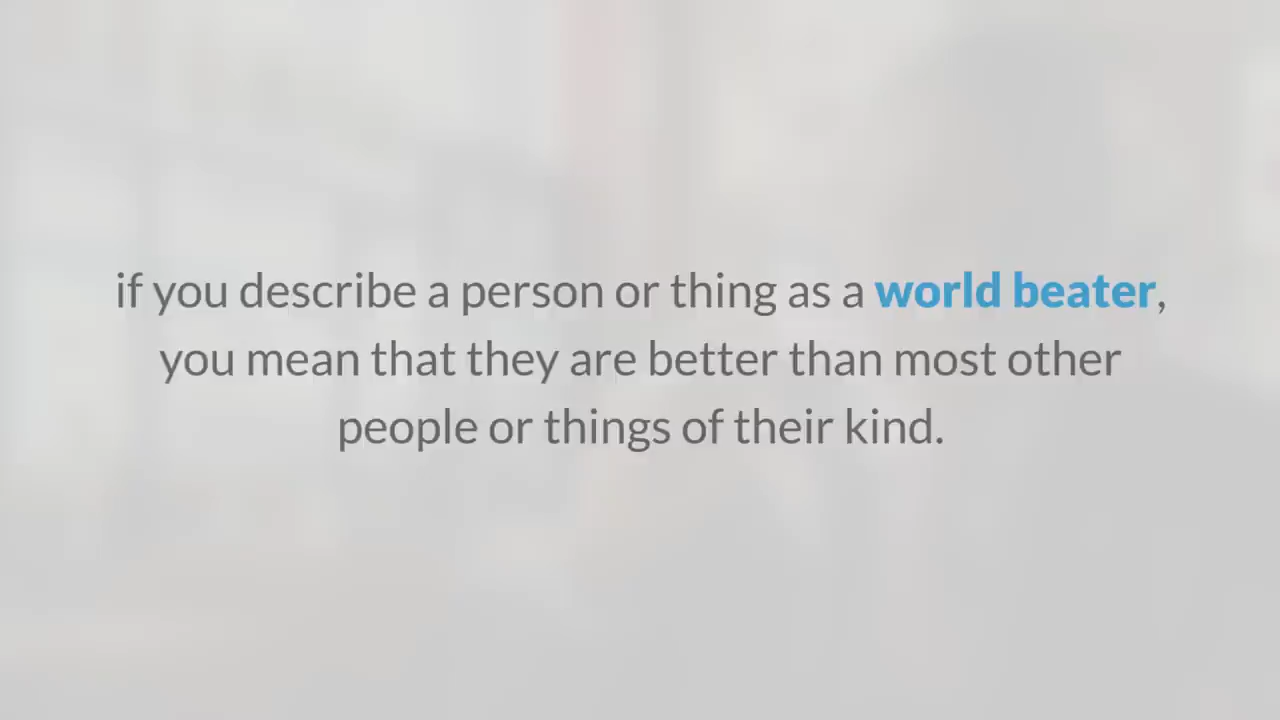 if you describe a person or thing as a world beater,
you mean that they are better than most other
people or things of their kind.